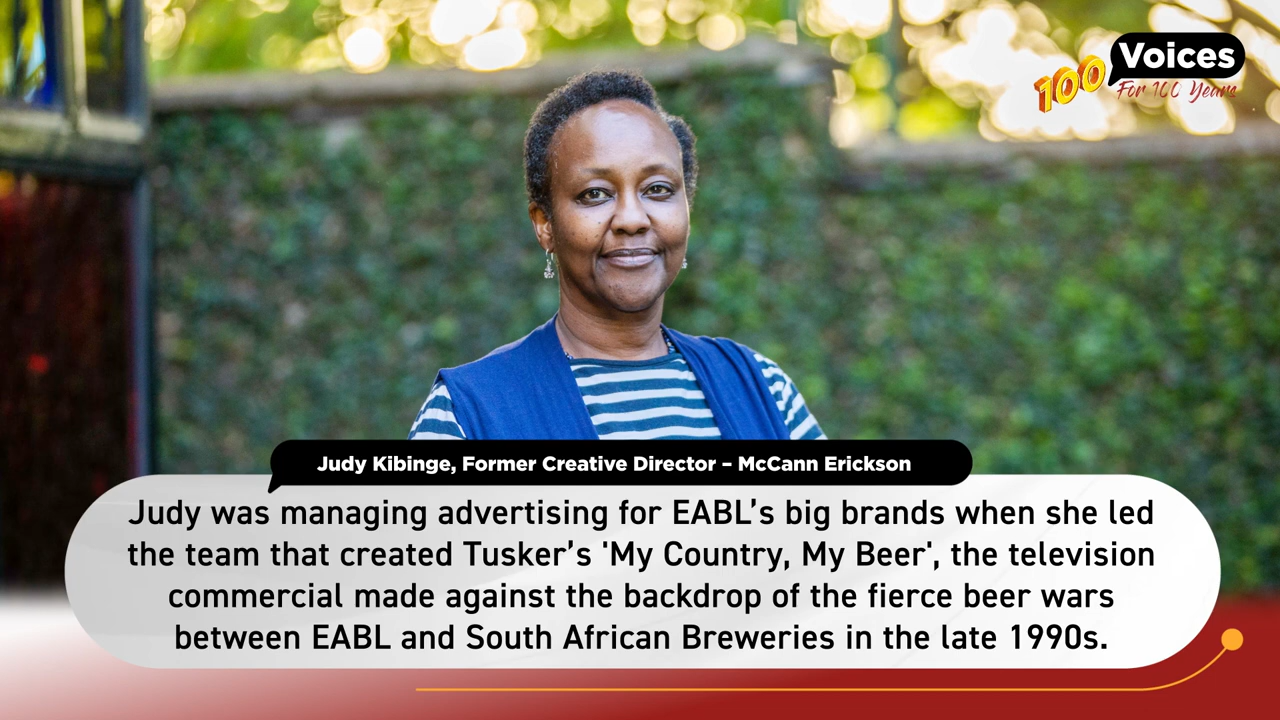 100 Voices
For 100 Years
Judy Kibinge, Former Creative Director – McCann Erickson
Judy was managing advertising for EABL’s big brands when she led
the team that created Tusker’s 'My Country, My Beer', the television
commercial made against the backdrop of the fierce beer wars
between EABL and South African Breweries in the late 1990s.